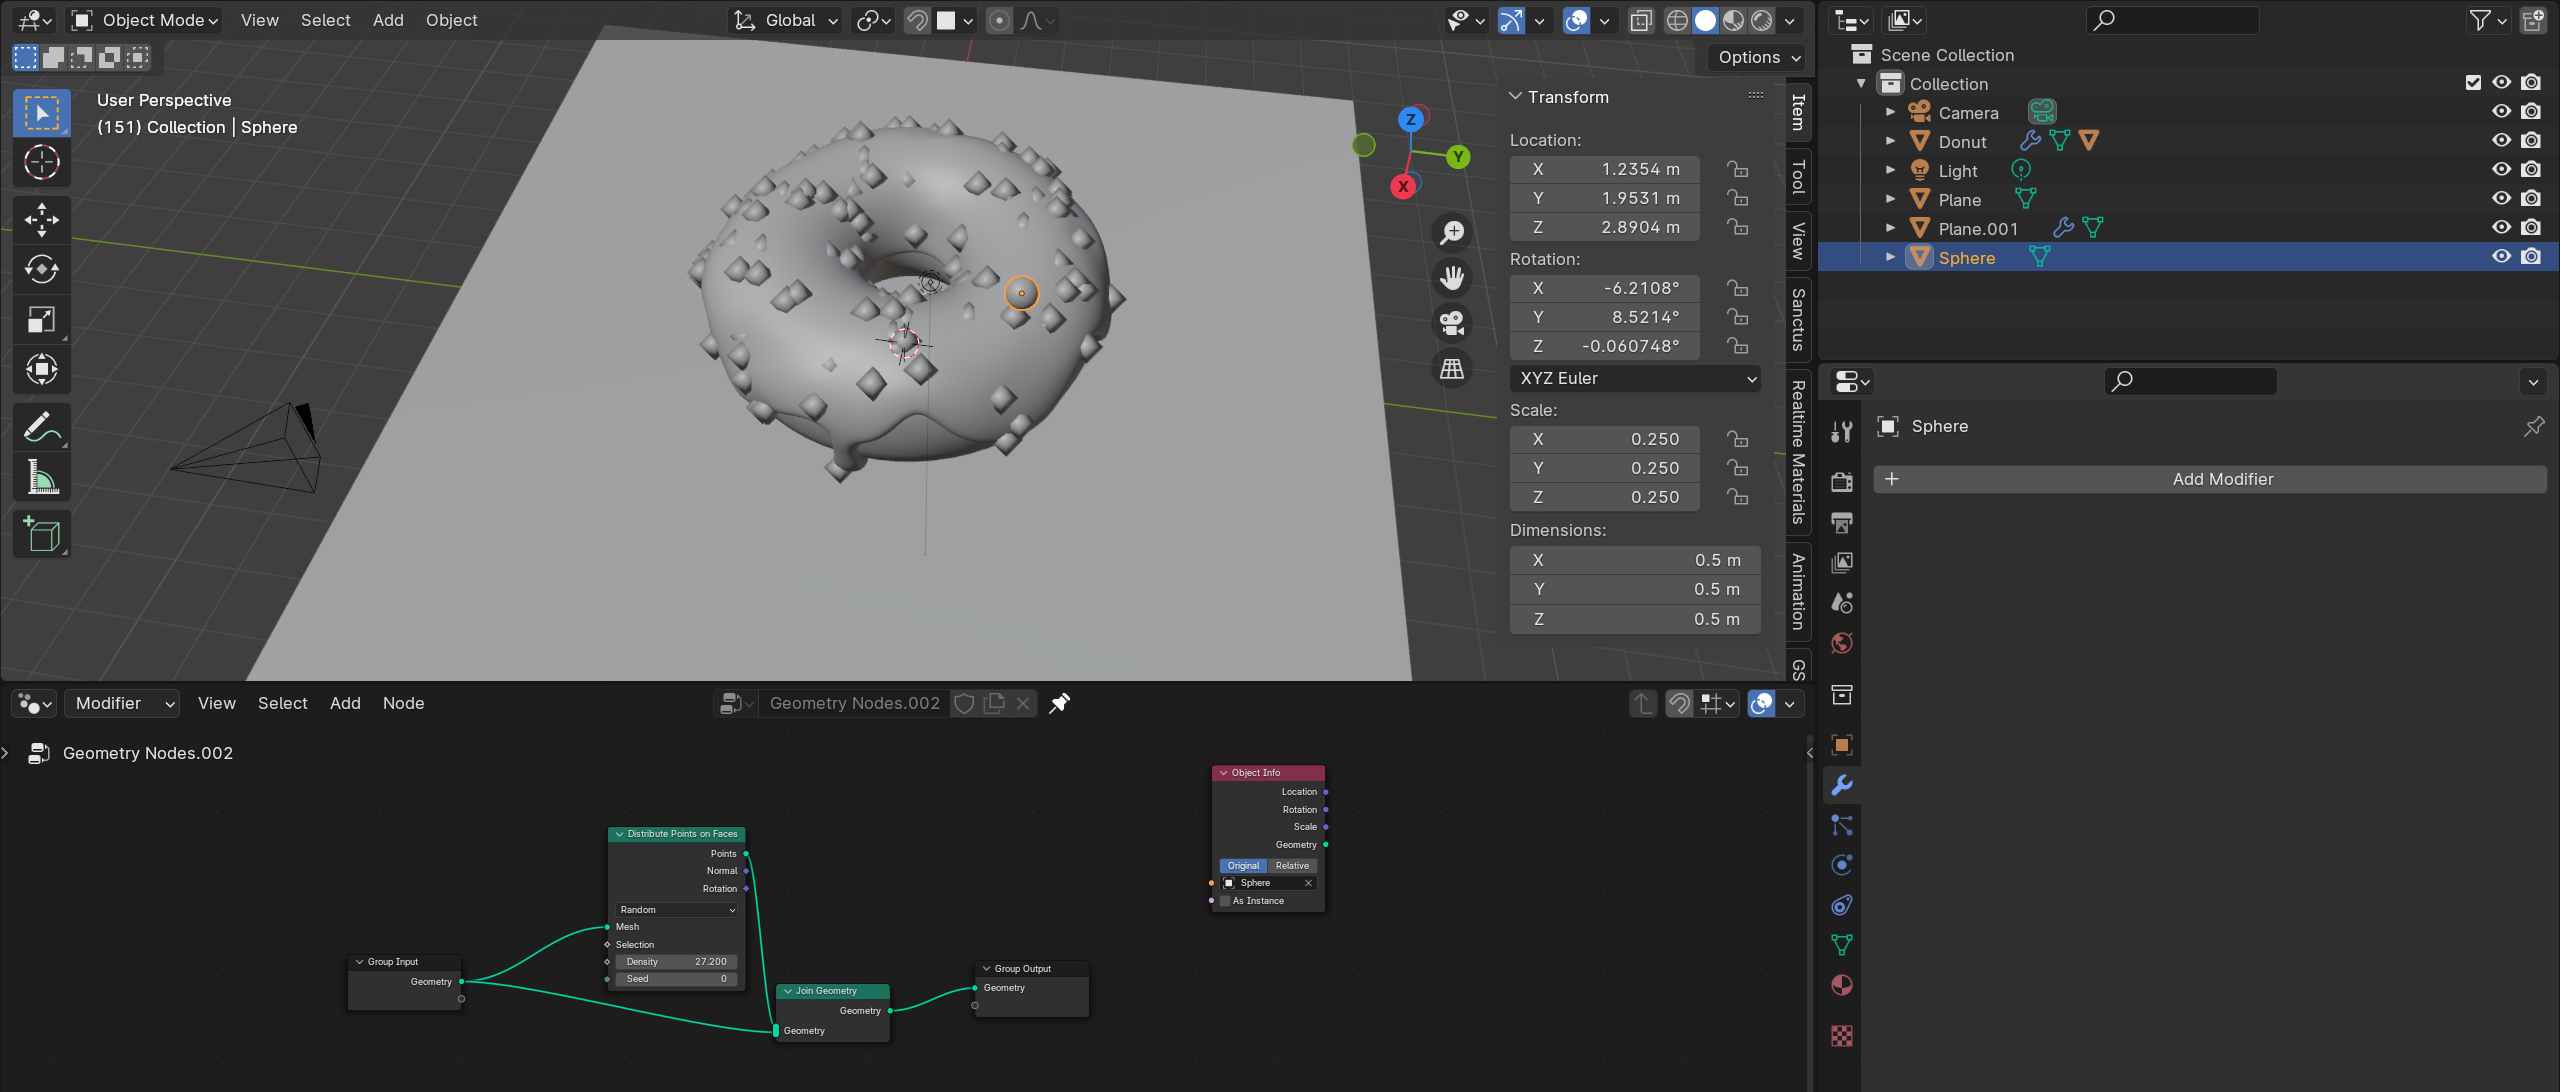 Object Mode
View
Select
Add
Object
Global
Options
User Perspective
(151) Collection | Sphere
Transform
Location:
X 1.2354 m
Y 1.9531 m
Z 2.8904 m
Rotation:
X -6.2108°
Y 8.5214°
Z -0.060748°
XYZ Euler
Scale:
X 0.250
Y 0.250
Z 0.250
Dimensions:
X 0.5 m
Y 0.5 m
Z 0.5 m
Z
Y
X
Item
Tool
View
Sanctus
Realtime Materials
Animation
GS
Scene Collection
Collection
Camera
Donut
Light
Plane
Plane.001
Sphere
Sphere
Add Modifier
Modifier
View
Select
Add
Node
Geometry Nodes.002
Geometry Nodes.002
Group Input
Geometry
Distribute Points on Faces
Points
Normal
Rotation
Random
Mesh
Selection
Density 27.200
Seed 0
Join Geometry
Geometry
Geometry
Group Output
Geometry
Object Info
Location
Rotation
Scale
Geometry
Original Relative
Sphere
As Instance